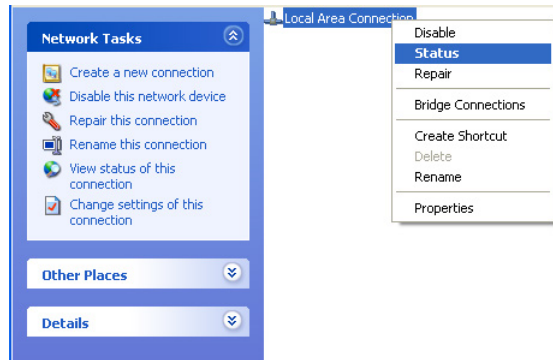 Network Tasks
Create a new connection
Disable this network device
Repair this connection
Rename this connection
View status of this
connection
Change settings of this
connection
Other Places
Details
Local Area Connection
Disable
Status
Repair
Bridge Connections
Create Shortcut
Delete
Rename
Properties